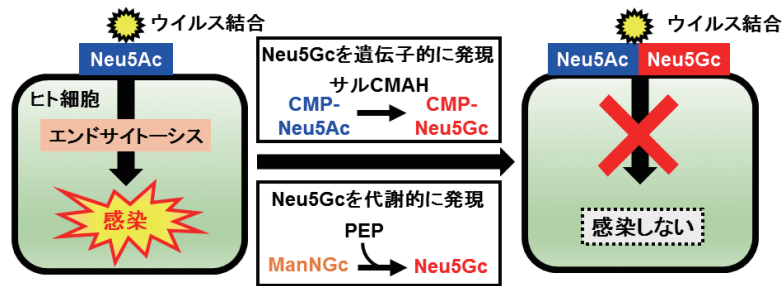 ウイルス結合
Neu5Ac
ヒト細胞
エンドサイトーシス
感染
Neu5Gcを遺伝子的に発現
サルCMAH
CMP-
Neu5Ac
CMP-
Neu5Gc
Neu5Gcを代謝的に発現
PEP
ManNGc
Neu5Gc
ウイルス結合
Neu5Ac
Neu5Gc
感染しない